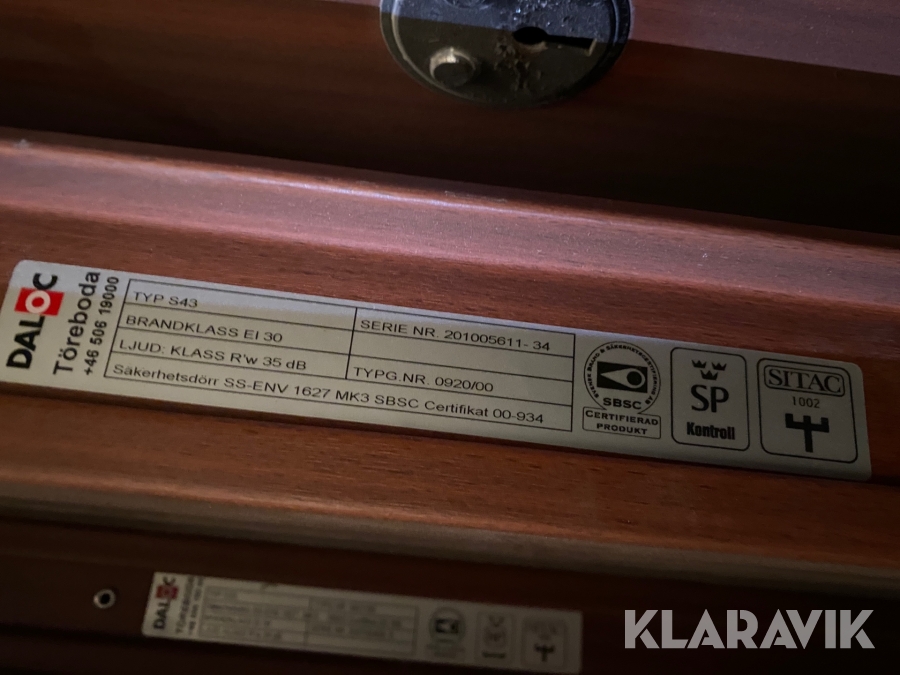 DALOC
Töreboda
+46 506 19000
TYP S43
SERIE NR. 201005611- 34
BRANDKLASS EI 30
LJUD: KLASS R'w 35 dB
TYPG.NR. 0920/00
Säkerhetsdörr SS-ENV 1627 MK3 SBSC Certifikat 00-934
SBSC
CERTIFIERAD
PRODUKT
SP
Kontroll
SITAC
1002
DALOC
KLARAVIK